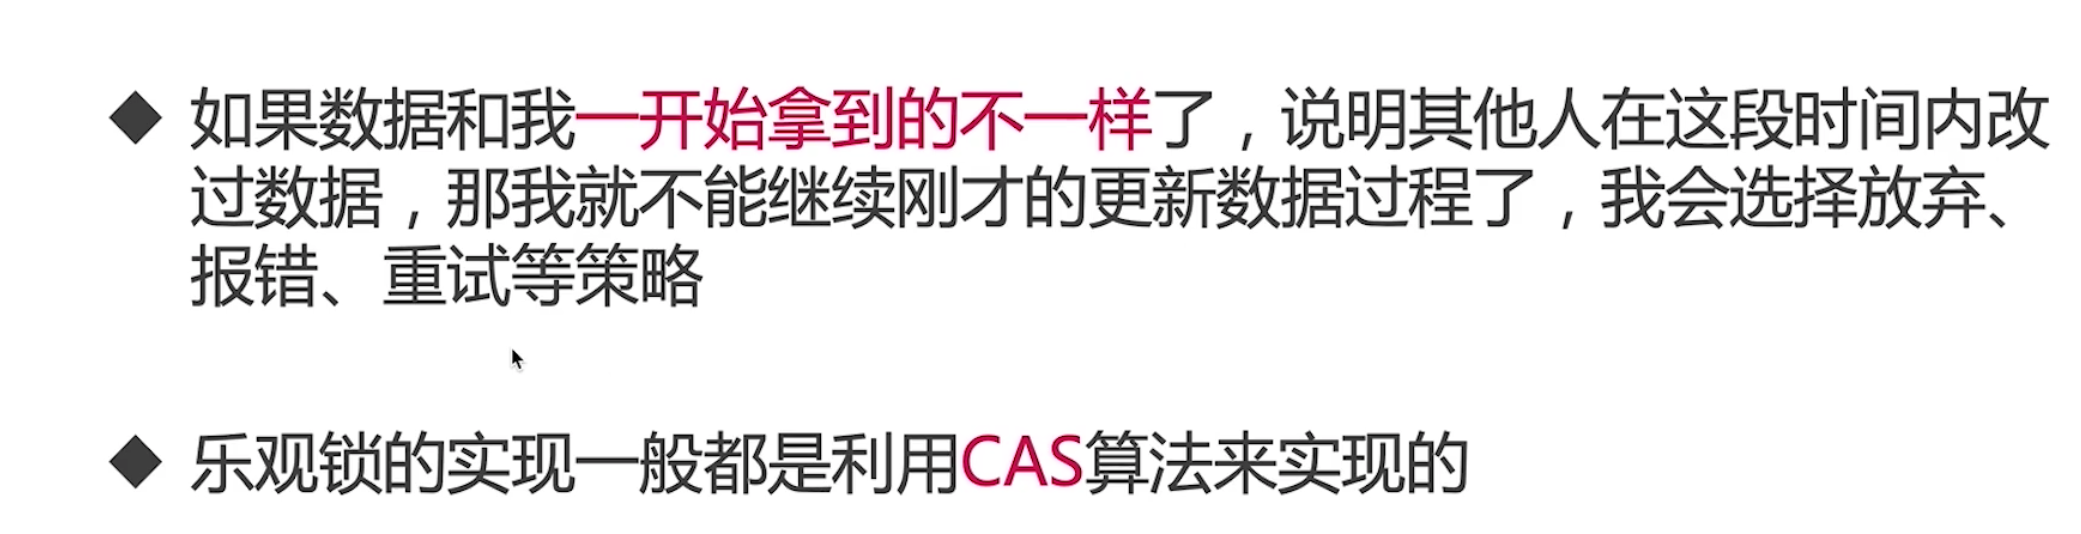 ◆ 如果数据和我一开始拿到的不一样了，说明其他人在这段时间内改
过数据，那我就不能继续刚才的更新数据过程了，我会选择放弃、
报错、重试等策略
◆ 乐观锁的实现一般都是利用CAS算法来实现的